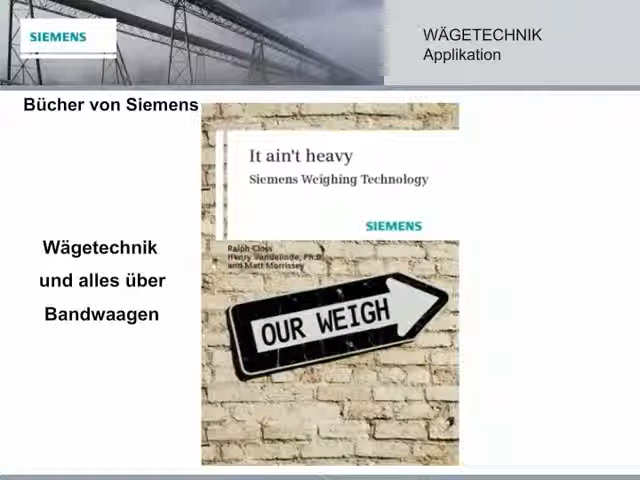 SIEMENS
WÄGETECHNIK
Applikation
Bücher von Siemens
It ain't heavy
Siemens Weighing Technology
SIEMENS
Ralph Closs
Henry Vandelinde, Ph.D.
and Matt Morrissey
Wägetechnik
und alles über
Bandwaagen
OUR WEIGH